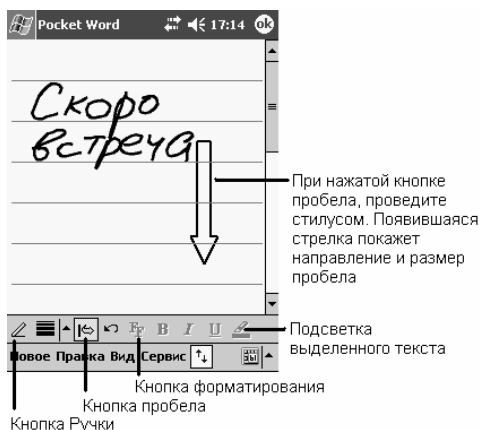 Pocket Word 17:14 ok
Скоро
встреча
При нажатой кнопке
пробела, проведите
стилусом. Появившаяся
стрелка покажет
направление и размер
пробела
B I U
Подсветка
выделенного текста
Новое Правка Вид Сервис
Кнопка форматирования
Кнопка пробела
Кнопка Ручки